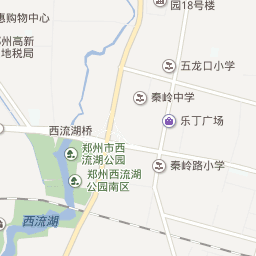 园18号楼
惠购物中心
郑州高新
地税局
五龙口小学
秦岭中学
乐丁广场
西流湖桥
郑州市西
流湖公园
秦岭路小学
郑州西流湖
公园南区
西流湖